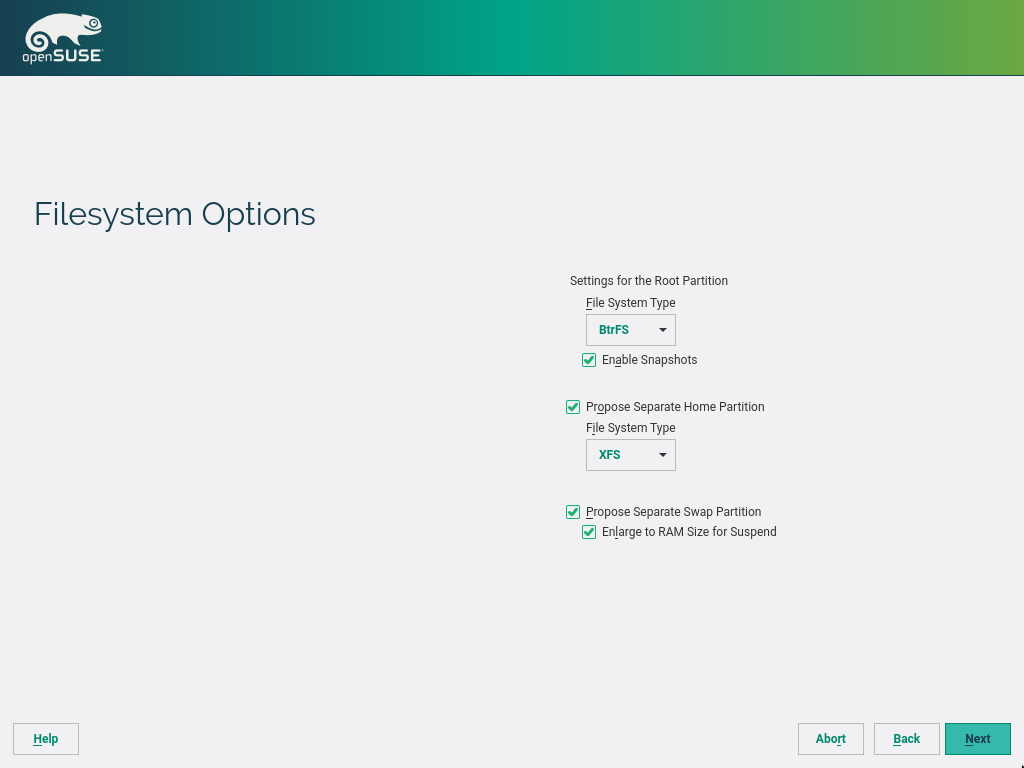 openSUSE
Filesystem Options
Settings for the Root Partition
File System Type
BtrFS
Enable Snapshots
Propose Separate Home Partition
File System Type
XFS
Propose Separate Swap Partition
Enlarge to RAM Size for Suspend
Help Abort Back Next